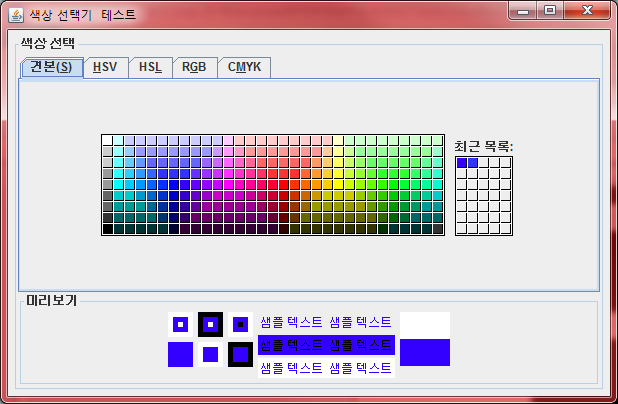 색상 선택기 테스트
색상 선택
견본(S) HSV HSL RGB CMYK
최근 목록:
미리 보기
샘플 텍스트 샘플 텍스트
샘플 텍스트 샘플 텍스트
샘플 텍스트 샘플 텍스트